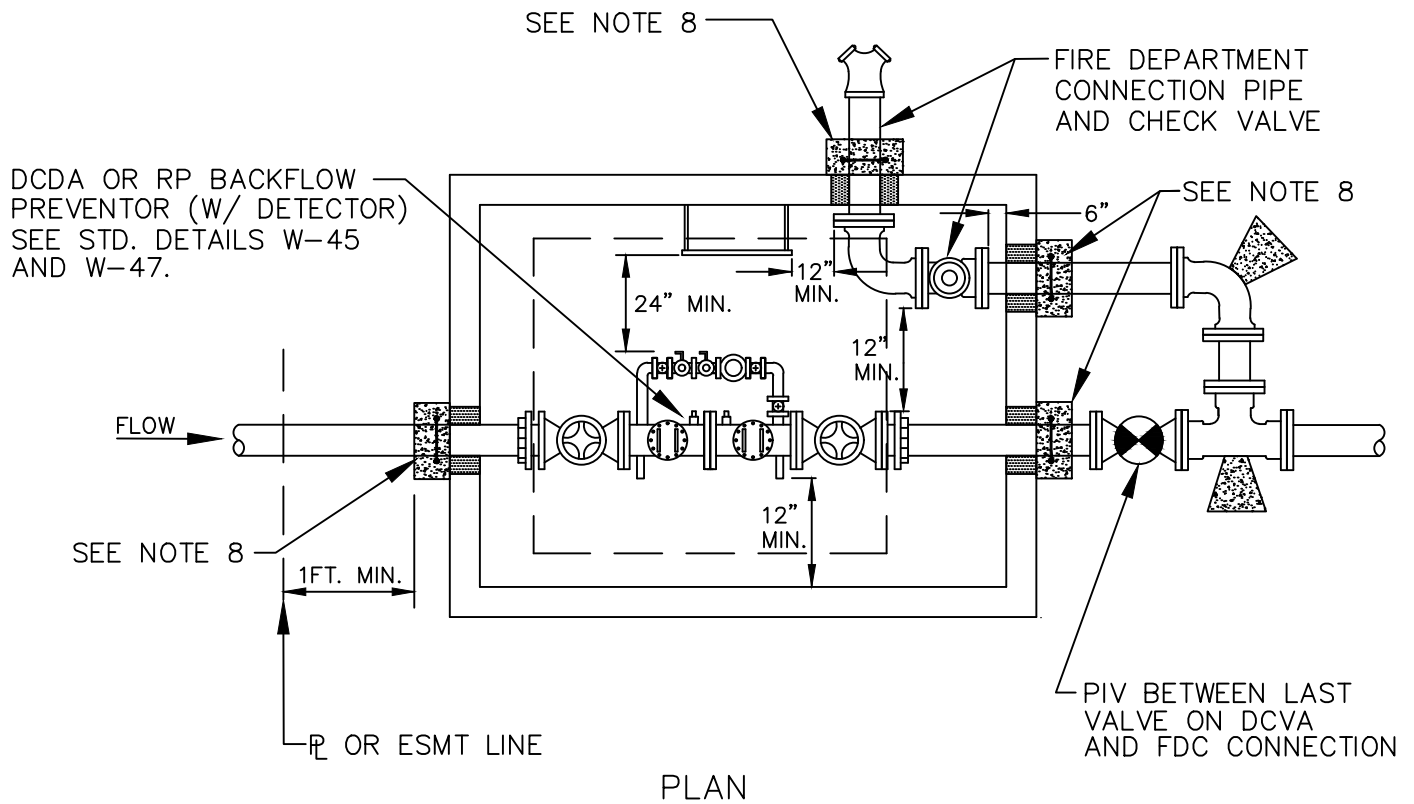 SEE NOTE 8
FIRE DEPARTMENT
CONNECTION PIPE
AND CHECK VALVE
DCDA OR RP BACKFLOW
PREVENTOR (W/ DETECTOR)
SEE STD. DETAILS W-45
AND W-47.
SEE NOTE 8
6”
12”
MIN.
24” MIN.
12”
MIN.
FLOW
12”
MIN.
SEE NOTE 8
1FT. MIN.
PIV BETWEEN LAST
VALVE ON DCVA
AND FDC CONNECTION
PL OR ESMT LINE
PLAN